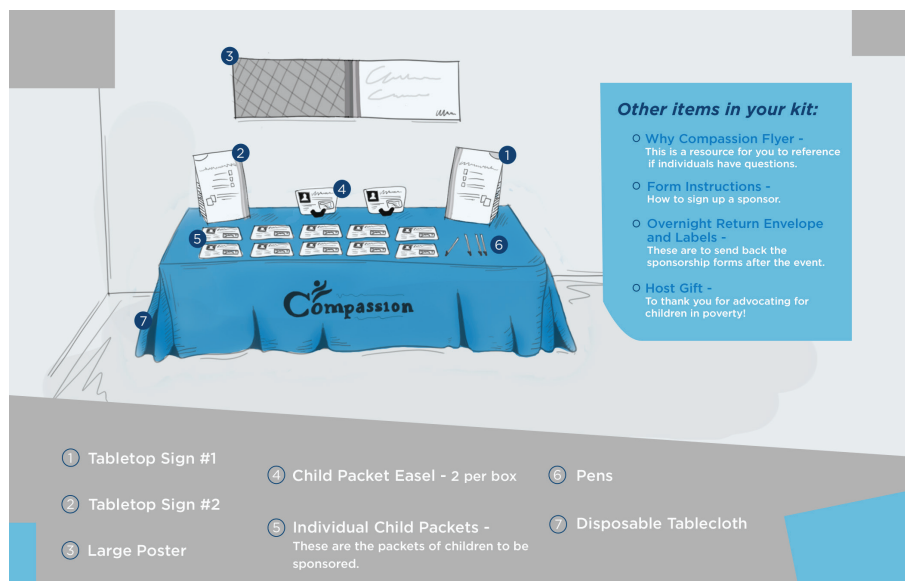 3
2
1
4
5
6
7
Compassion
Other items in your kit:
Why Compassion Flyer -
This is a resource for you to reference
if individuals have questions.
Form Instructions -
How to sign up a sponsor.
Overnight Return Envelope
and Labels -
These are to send back the
sponsorship forms after the event.
Host Gift -
To thank you for advocating for
children in poverty!
1 Tabletop Sign #1
2 Tabletop Sign #2
3 Large Poster
4 Child Packet Easel - 2 per box
5 Individual Child Packets -
These are the packets of children to be
sponsored.
6 Pens
7 Disposable Tablecloth